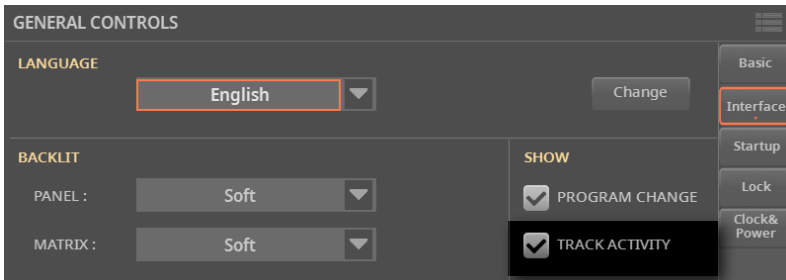 GENERAL CONTROLS
LANGUAGE
English
Change
BACKLIT
PANEL :
Soft
MATRIX :
Soft
SHOW
PROGRAM CHANGE
TRACK ACTIVITY
Basic
Interface
Startup
Lock
Clock&
Power